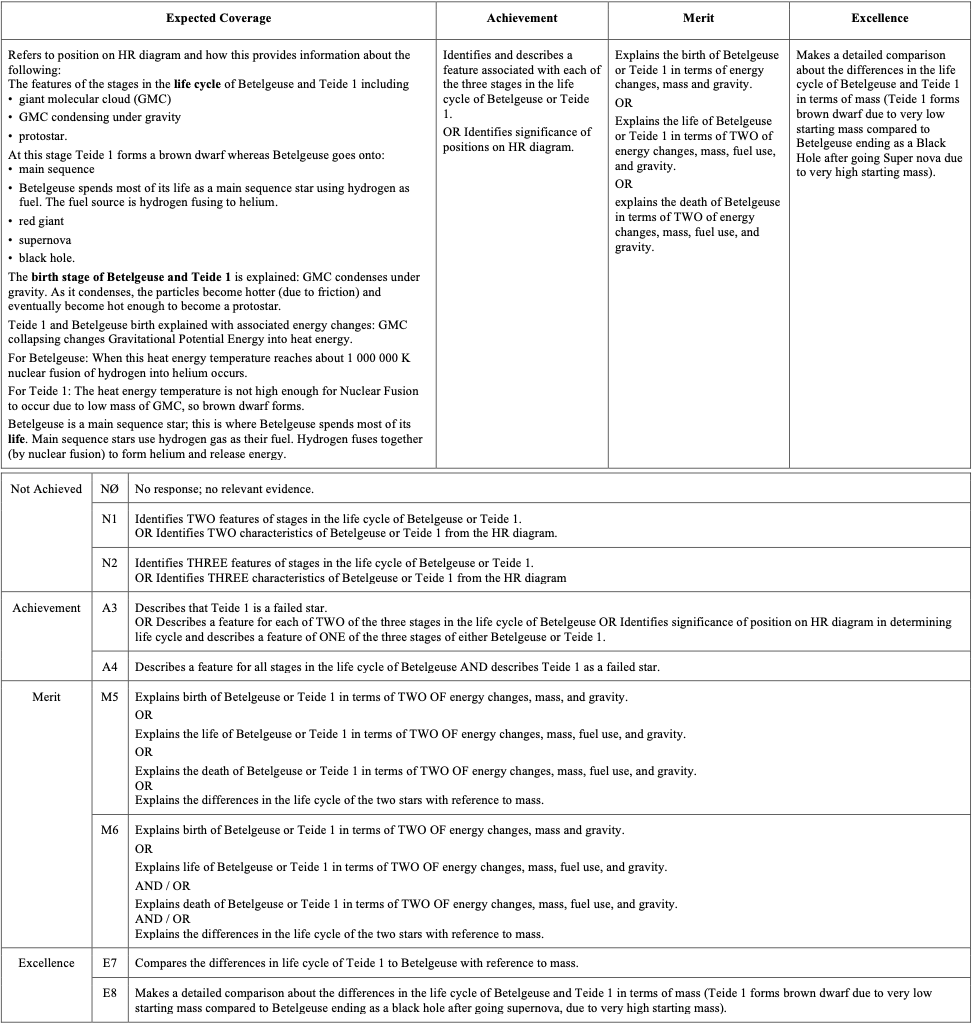 Expected Coverage
Achievement
Merit
Excellence
Refers to position on HR diagram and how this provides information about the
following:
The features of the stages in the life cycle of Betelgeuse and Teide 1 including
• giant molecular cloud (GMC)
• GMC condensing under gravity
• protostar.
At this stage Teide 1 forms a brown dwarf whereas Betelgeuse goes onto:
• main sequence
• Betelgeuse spends most of its life as a main sequence star using hydrogen as
fuel. The fuel source is hydrogen fusing to helium.
• red giant
• supernova
• black hole.
The birth stage of Betelgeuse and Teide 1 is explained: GMC condenses under
gravity. As it condenses, the particles become hotter (due to friction) and
eventually become hot enough to become a protostar.
Teide 1 and Betelgeuse birth explained with associated energy changes: GMC
collapsing changes Gravitational Potential Energy into heat energy.
For Betelgeuse: When this heat energy temperature reaches about 1 000 000 K
nuclear fusion of hydrogen into helium occurs.
For Teide 1: The heat energy temperature is not high enough for Nuclear Fusion
to occur due to low mass of GMC, so brown dwarf forms.
Betelgeuse is a main sequence star; this is where Betelgeuse spends most of its
life. Main sequence stars use hydrogen gas as their fuel. Hydrogen fuses together
(by nuclear fusion) to form helium and release energy.
Identifies and describes a
feature associated with each of
the three stages in the life
cycle of Betelgeuse or Teide
1.
OR Identifies significance of
positions on HR diagram.
Explains the birth of Betelgeuse
or Teide 1 in terms of energy
changes, mass and gravity.
OR
Explains the life of Betelgeuse
or Teide 1 in terms of TWO of
energy changes, mass, fuel use,
and gravity.
OR
explains the death of Betelgeuse
in terms of TWO of energy
changes, mass, fuel use, and
gravity.
Makes a detailed comparison
about the differences in the life
cycle of Betelgeuse and Teide 1
in terms of mass (Teide 1 forms
brown dwarf due to very low
starting mass compared to
Betelgeuse ending as a Black
Hole after going Super nova due
to very high starting mass).
Not Achieved
NØ
No response; no relevant evidence.
N1
Identifies TWO features of stages in the life cycle of Betelgeuse or Teide 1.
OR Identifies TWO characteristics of Betelgeuse or Teide 1 from the HR diagram.
N2
Identifies THREE features of stages in the life cycle of Betelgeuse or Teide 1.
OR Identifies THREE characteristics of Betelgeuse or Teide 1 from the HR diagram
Achievement
A3
Describes that Teide 1 is a failed star.
OR Describes a feature for each of TWO of the three stages in the life cycle of Betelgeuse OR Identifies significance of position on HR diagram in determining
life cycle and describes a feature of ONE of the three stages of either Betelgeuse or Teide 1.
A4
Describes a feature for all stages in the life cycle of Betelgeuse AND describes Teide 1 as a failed star.
Merit
M5
Explains birth of Betelgeuse or Teide 1 in terms of TWO OF energy changes, mass, and gravity.
OR
Explains the life of Betelgeuse or Teide 1 in terms of TWO OF energy changes, mass, fuel use, and gravity.
OR
Explains the death of Betelgeuse or Teide 1 in terms of TWO OF energy changes, mass, fuel use, and gravity.
OR
Explains the differences in the life cycle of the two stars with reference to mass.
M6
Explains birth of Betelgeuse or Teide 1 in terms of TWO OF energy changes, mass and gravity.
OR
Explains life of Betelgeuse or Teide 1 in terms of TWO OF energy changes, mass, fuel use, and gravity.
AND / OR
Explains death of Betelgeuse or Teide 1 in terms of TWO OF energy changes, mass, fuel use, and gravity.
AND / OR
Explains the differences in the life cycle of the two stars with reference to mass.
Excellence
E7
Compares the differences in life cycle of Teide 1 to Betelgeuse with reference to mass.
E8
Makes a detailed comparison about the differences in the life cycle of Betelgeuse and Teide 1 in terms of mass (Teide 1 forms brown dwarf due to very low
starting mass compared to Betelgeuse ending as a black hole after going supernova, due to very high starting mass).